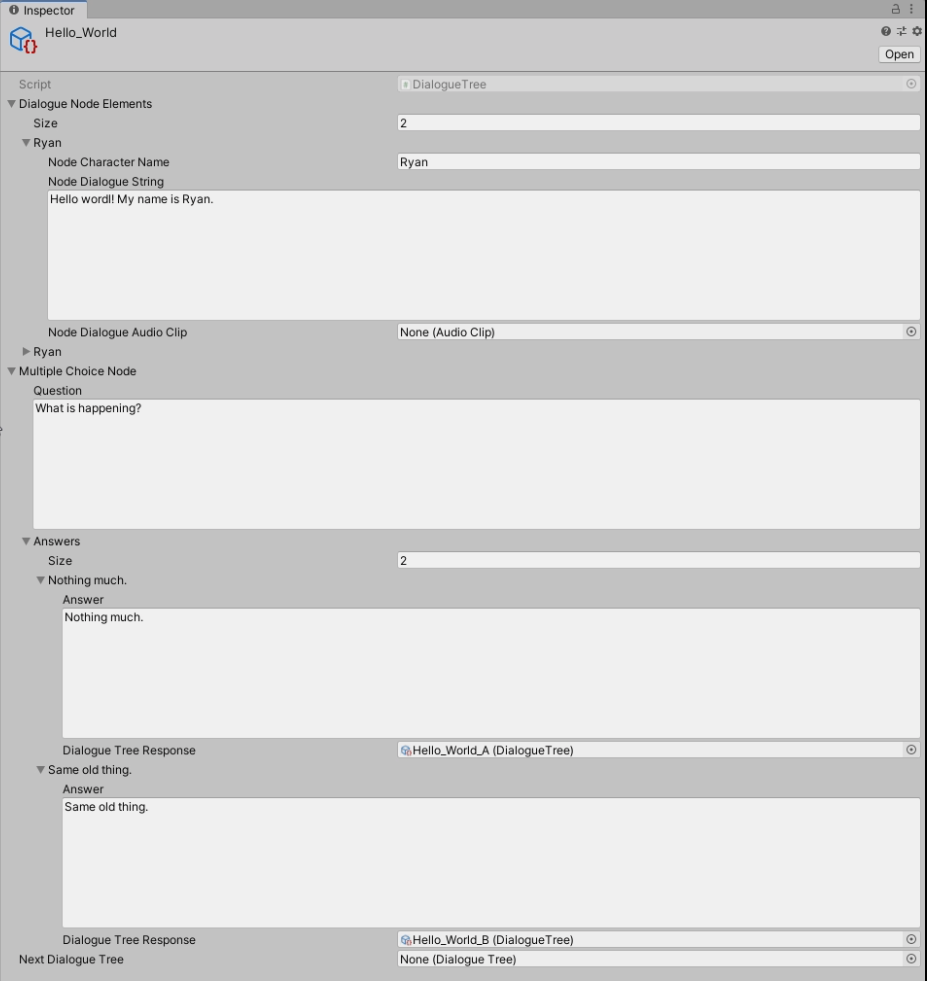 Inspector
Hello_World
Open
Script DialogueTree
Dialogue Node Elements
Size 2
Ryan
Node Character Name Ryan
Node Dialogue String
Hello wordl! My name is Ryan.
Node Dialogue Audio Clip None (Audio Clip)
Ryan
Multiple Choice Node
Question
What is happening?
Answers
Size 2
Nothing much.
Answer
Nothing much.
Dialogue Tree Response Hello_World_A (DialogueTree)
Same old thing.
Answer
Same old thing.
Dialogue Tree Response Hello_World_B (DialogueTree)
Next Dialogue Tree None (Dialogue Tree)